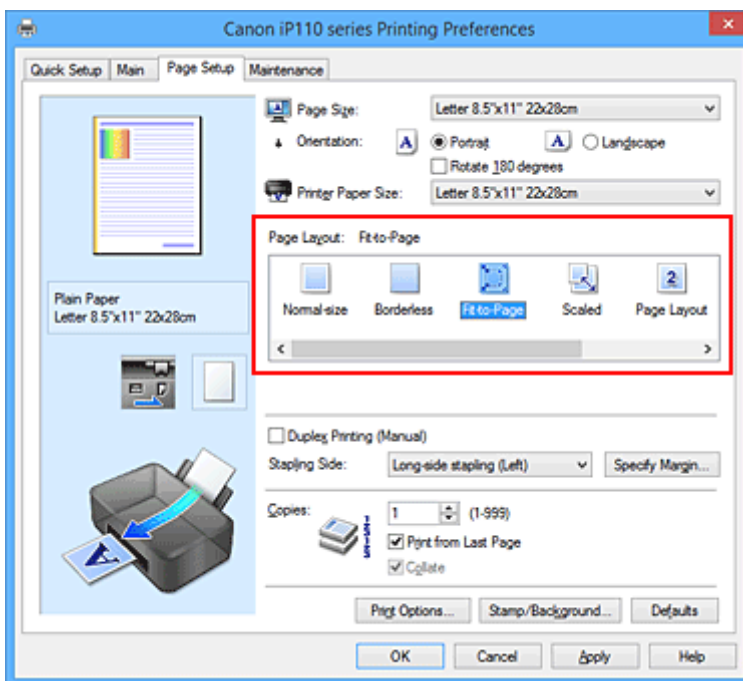 Canon iP110 series Printing Preferences
Quick Setup Main Page Setup Maintenance
Page Size: Letter 8.5"x11" 22x28cm
Orientation: A Portrait A Landscape
Rotate 180 degrees
Printer Paper Size: Letter 8.5"x11" 22x28cm
Page Layout: Fit-to-Page
2
Normal-size Borderless Fit-to-Page Scaled Page Layout
Plain Paper
Letter 8.5"x11" 22x28cm
Duplex Printing (Manual)
Stapling Side: Long-side stapling (Left) Specify Margin...
Copies: 1 (1-999)
Print from Last Page
Collate
A
Print Options... Stamp/Background... Defaults
OK Cancel Apply Help